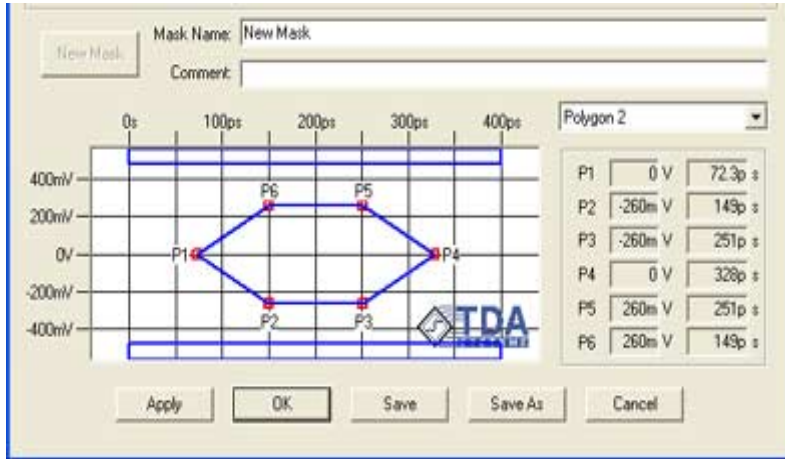 New Mask
Mask Name: New Mask
Comment:
0s 100ps 200ps 300ps 400ps
Polygon 2
400mV
200mV
0V
-200mV
-400mV
P6 P5
P1 P4
P2 P3
TDA
P1 0 V 72.3p s
P2 -260m V 149p s
P3 -260m V 251p s
P4 0 V 328p s
P5 260m V 251p s
P6 260m V 149p s
Apply OK Save Save As Cancel